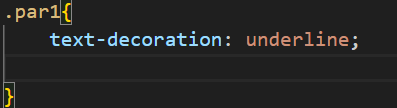 .par1{
    text-decoration: underline;
}